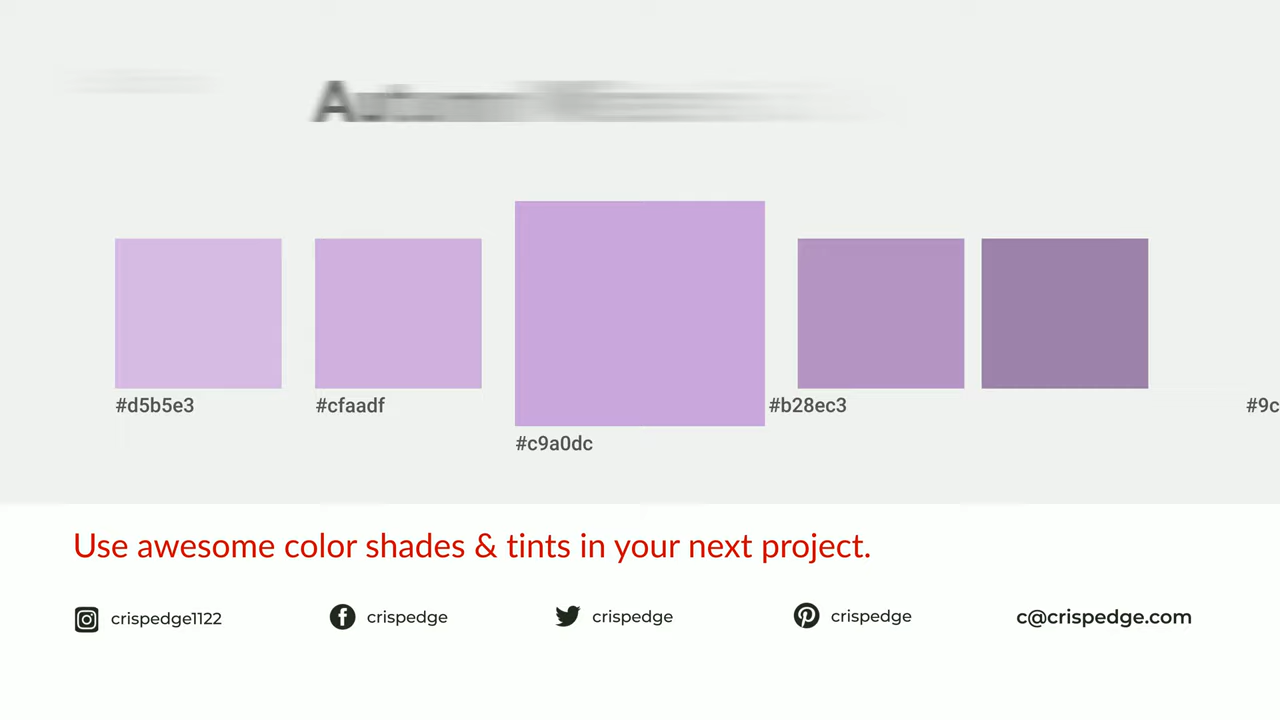 #d5b5e3
#cfaadf
#c9a0dc
#b28ec3
#9c
Use awesome color shades & tints in your next project.
crispedge1122
crispedge
crispedge
crispedge
c@crispedge.com